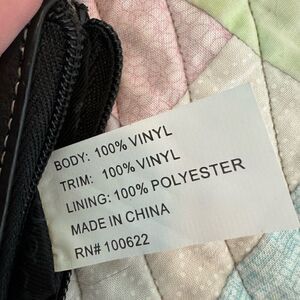 BODY: 100% VINYL
TRIM: 100% VINYL
LINING: 100% POLYESTER
MADE IN CHINA
RN# 100622